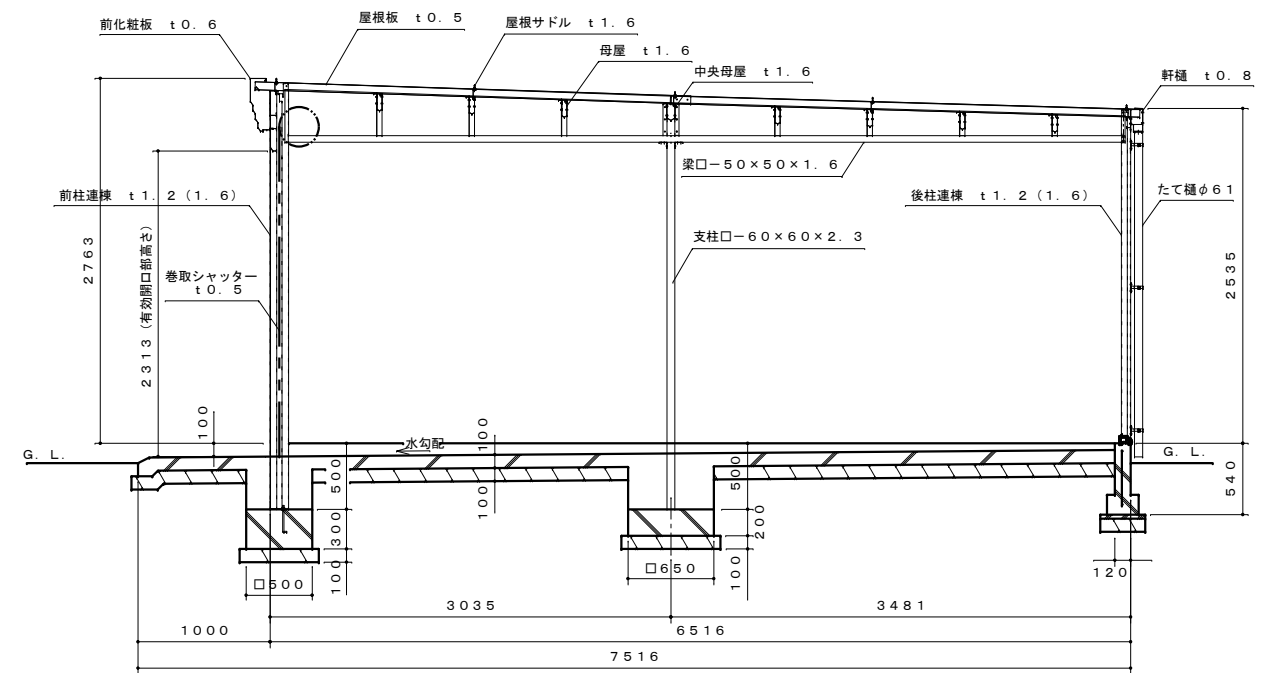 前化粧板　ｔ０．６
屋根板　ｔ０．５
屋根サドル　ｔ１．６
母屋　ｔ１．６
中央母屋　ｔ１．６
軒樋　ｔ０．８
梁口－５０×５０×１．６
前柱連棟　ｔ１．２（１．６）
後柱連棟　ｔ１．２（１．６）
たて樋φ６１
支柱口－６０×６０×２．３
２７６３
２３１３（有効開口部高さ）
巻取シャッター
ｔ０．５
２５３５
１００
水勾配
１００
Ｇ．Ｌ．
Ｇ．Ｌ．
５００
１００
５００
５４０
３００
２００
１００
１００
□５００
□６５０
１２０
３０３５
３４８１
１０００
６５１６
７５１６